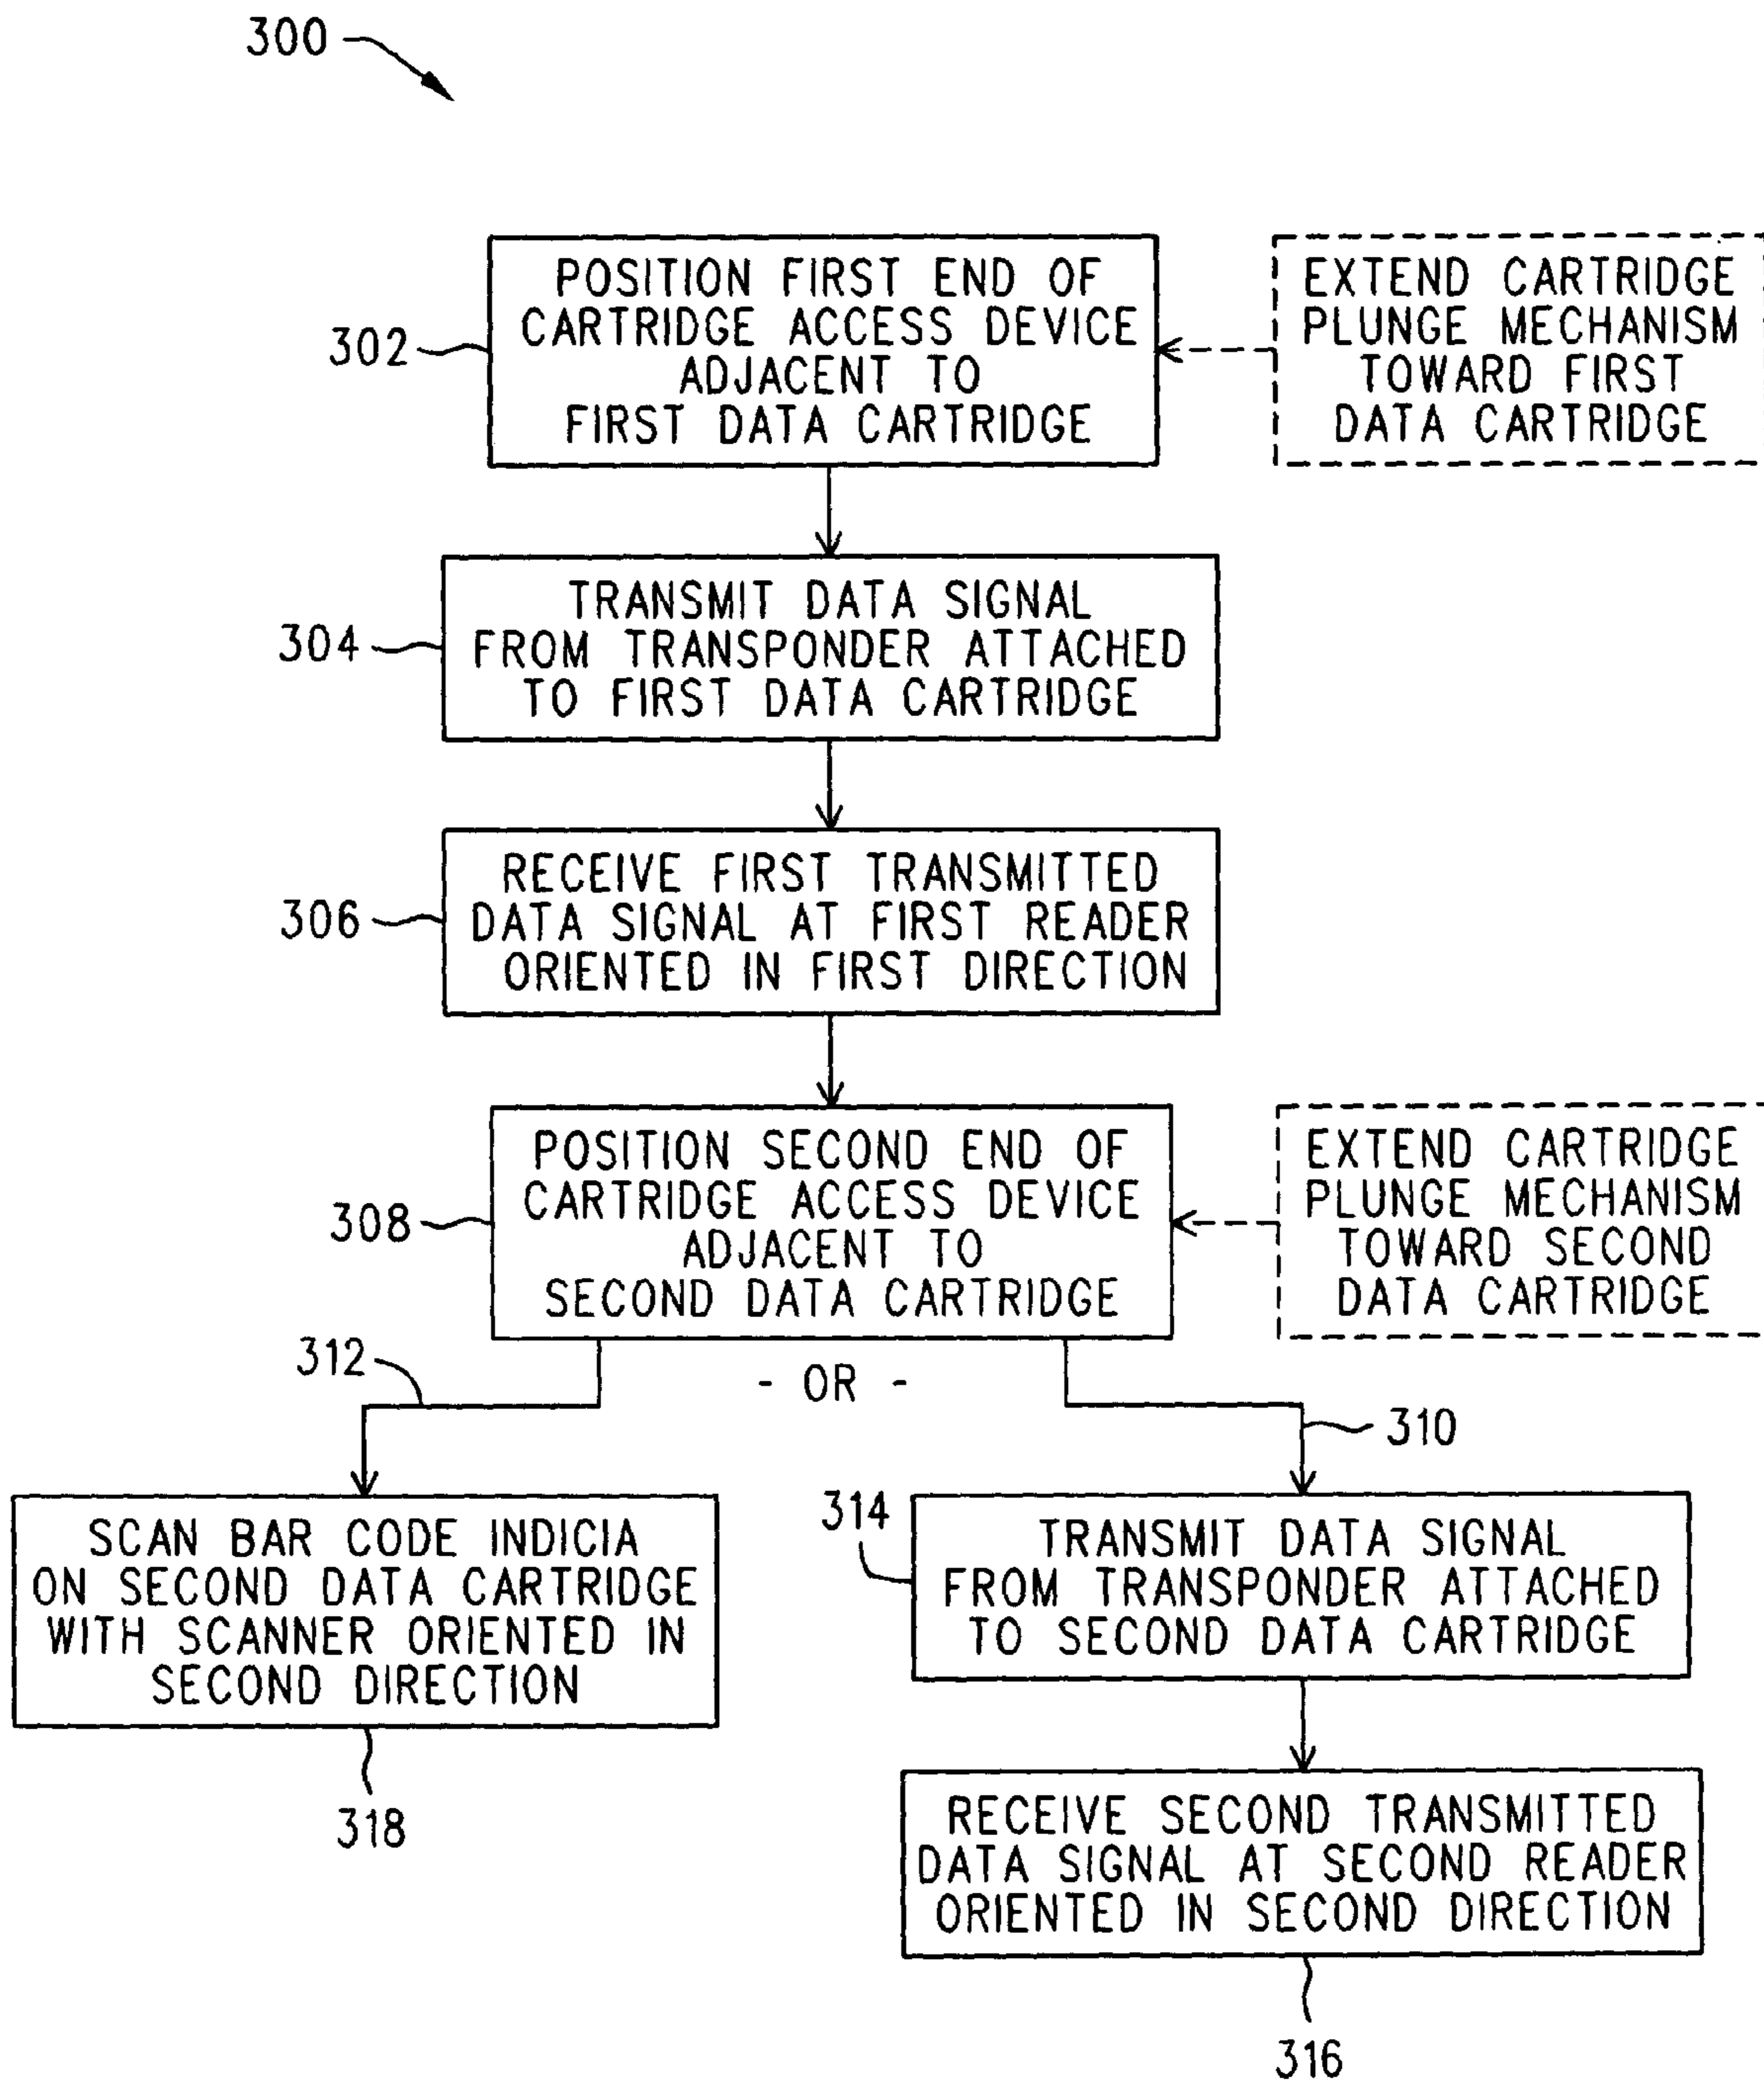 300
POSITION FIRST END OF
CARTRIDGE ACCESS DEVICE
ADJACENT TO
FIRST DATA CARTRIDGE
302
EXTEND CARTRIDGE
PLUNGE MECHANISM
TOWARD FIRST
DATA CARTRIDGE
TRANSMIT DATA SIGNAL
FROM TRANSPONDER ATTACHED
TO FIRST DATA CARTRIDGE
304
RECEIVE FIRST TRANSMITTED
DATA SIGNAL AT FIRST READER
ORIENTED IN FIRST DIRECTION
306
POSITION SECOND END OF
CARTRIDGE ACCESS DEVICE
ADJACENT TO
SECOND DATA CARTRIDGE
308
EXTEND CARTRIDGE
PLUNGE MECHANISM
TOWARD SECOND
DATA CARTRIDGE
312
- OR -
310
SCAN BAR CODE INDICIA
ON SECOND DATA CARTRIDGE
WITH SCANNER ORIENTED IN
SECOND DIRECTION
318
314
TRANSMIT DATA SIGNAL
FROM TRANSPONDER ATTACHED
TO SECOND DATA CARTRIDGE
RECEIVE SECOND TRANSMITTED
DATA SIGNAL AT SECOND READER
ORIENTED IN SECOND DIRECTION
316